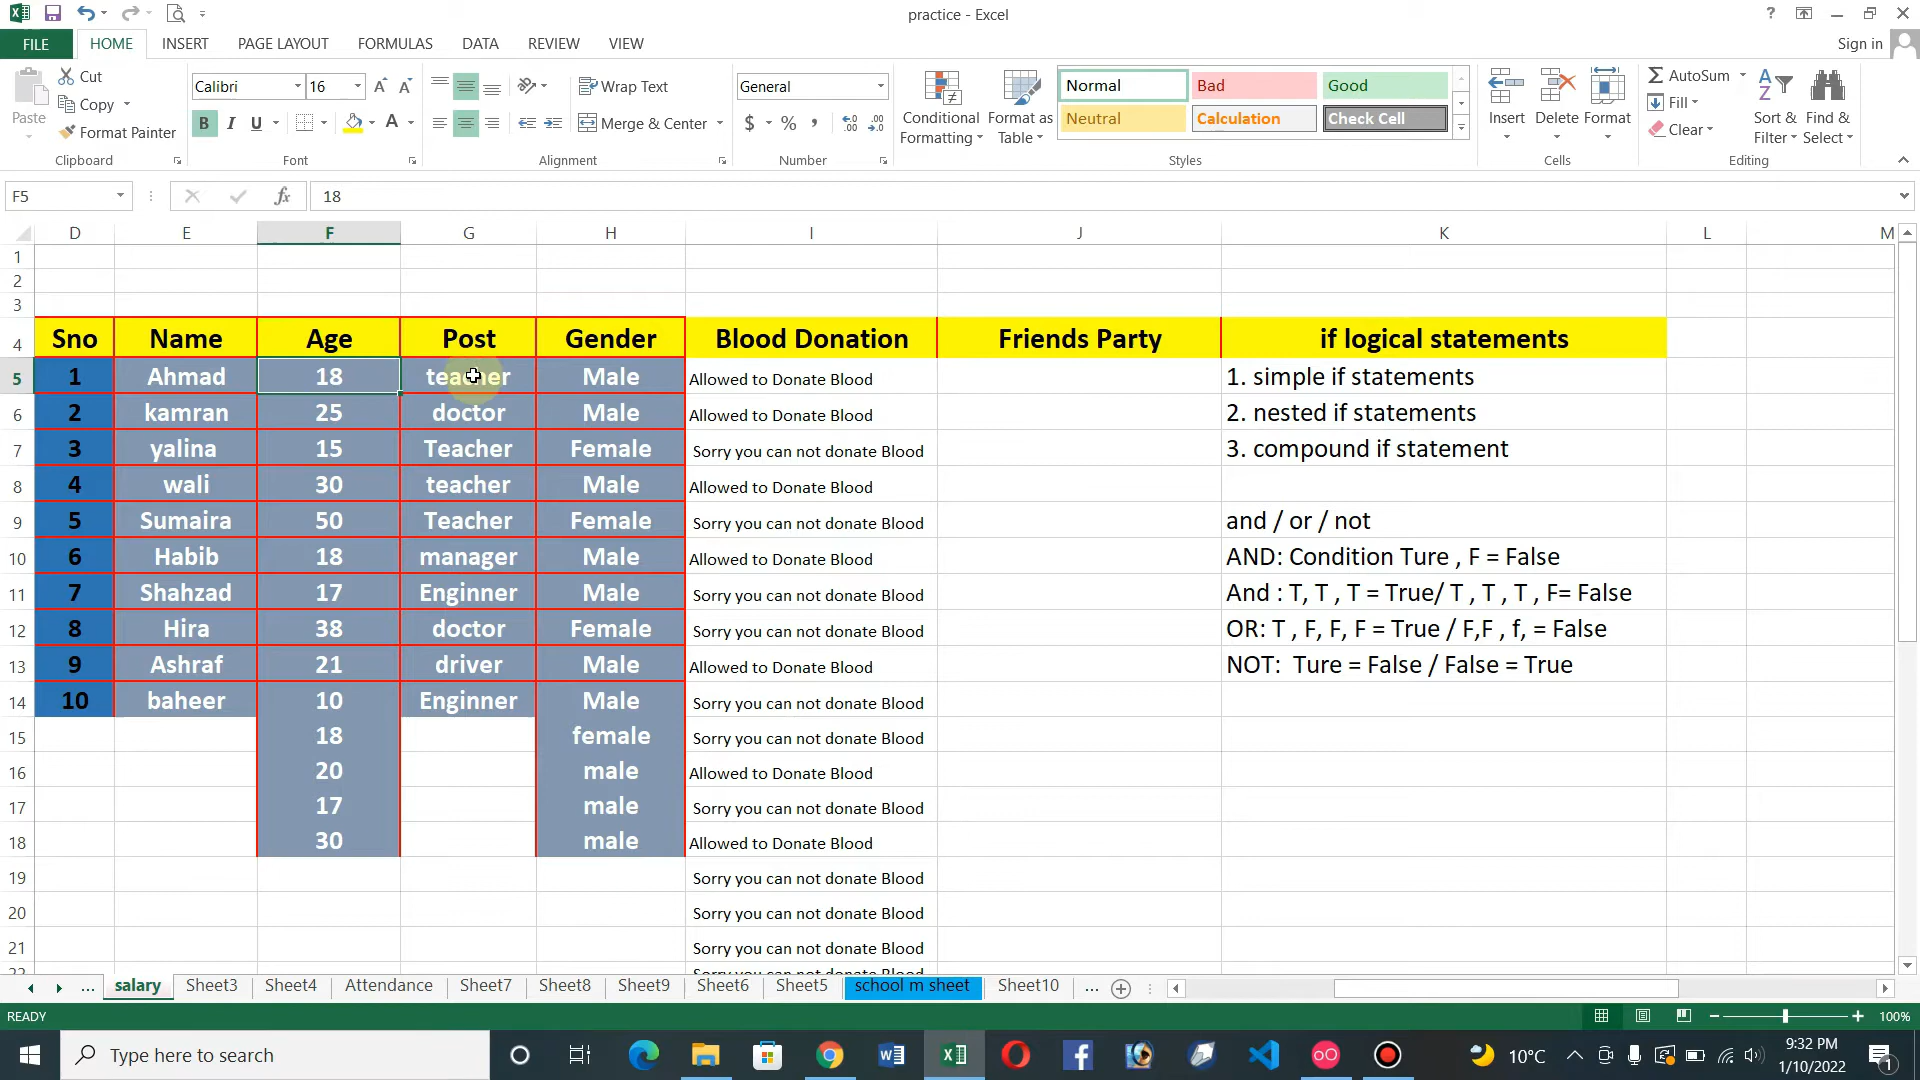 practice - Excel
FILE HOME INSERT PAGE LAYOUT FORMULAS DATA REVIEW VIEW Sign in
Paste Cut Copy Format Painter Clipboard
Calibri 16 B I U A Font
Wrap Text Merge & Center Alignment
General $ % , Number
Conditional Formatting Format as Table
Normal Bad Good
Neutral Calculation Check Cell
Styles
Insert Delete Format Cells
AutoSum Fill Clear Sort & Filter Find & Select Editing
F5 fx 18
D E F G H I J K L M
1
2
3
4 Sno Name Age Post Gender Blood Donation Friends Party if logical statements
5 1 Ahmad 18 teacher Male Allowed to Donate Blood 1. simple if statements
6 2 kamran 25 doctor Male Allowed to Donate Blood 2. nested if statements
7 3 yalina 15 Teacher Female Sorry you can not donate Blood 3. compound if statement
8 4 wali 30 teacher Male Allowed to Donate Blood
9 5 Sumaira 50 Teacher Female Sorry you can not donate Blood and / or / not
10 6 Habib 18 manager Male Allowed to Donate Blood AND: Condition Ture , F = False
11 7 Shahzad 17 Enginner Male Sorry you can not donate Blood And : T, T , T = True/ T , T , T , F= False
12 8 Hira 38 doctor Female Sorry you can not donate Blood OR: T , F, F, F = True / F,F , f, = False
13 9 Ashraf 21 driver Male Allowed to Donate Blood NOT: Ture = False / False = True
14 10 baheer 10 Enginner Male Sorry you can not donate Blood
15 18 female Sorry you can not donate Blood
16 20 male Allowed to Donate Blood
17 17 male Sorry you can not donate Blood
18 30 male Allowed to Donate Blood
19 Sorry you can not donate Blood
20 Sorry you can not donate Blood
21 Sorry you can not donate Blood
22 Sorry you can not donate Blood
... salary Sheet3 Sheet4 Attendance Sheet7 Sheet8 Sheet9 Sheet6 Sheet5 school m sheet Sheet10 ...
READY 100%
Type here to search 10°C 9:32 PM
1/10/2022 1